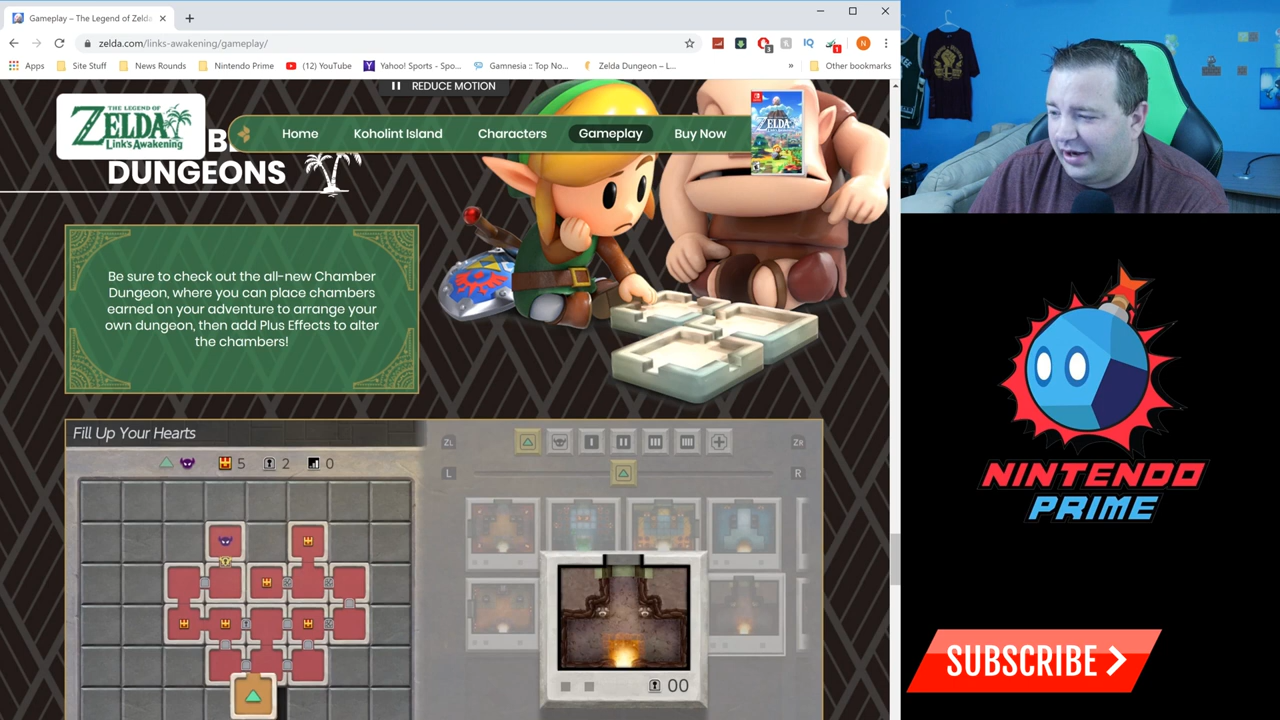 Gameplay – The Legend of Zelda
zelda.com/links-awakening/gameplay/
Apps
Site Stuff
News Rounds
Nintendo Prime
(12) YouTube
Yahoo! Sports - Spo...
Gamnesia :: Top No...
Zelda Dungeon – L...
»
Other bookmarks
REDUCE MOTION
THE LEGEND OF
ZELDA
Link's Awakening
Home
Koholint Island
Characters
Gameplay
Buy Now
DUNGEONS
Be sure to check out the all-new Chamber
Dungeon, where you can place chambers
earned on your adventure to arrange your
own dungeon, then add Plus Effects to alter
the chambers!
Fill Up Your Hearts
5 2 0
ZL
ZR
L
R
00
NINTENDO
PRIME
SUBSCRIBE